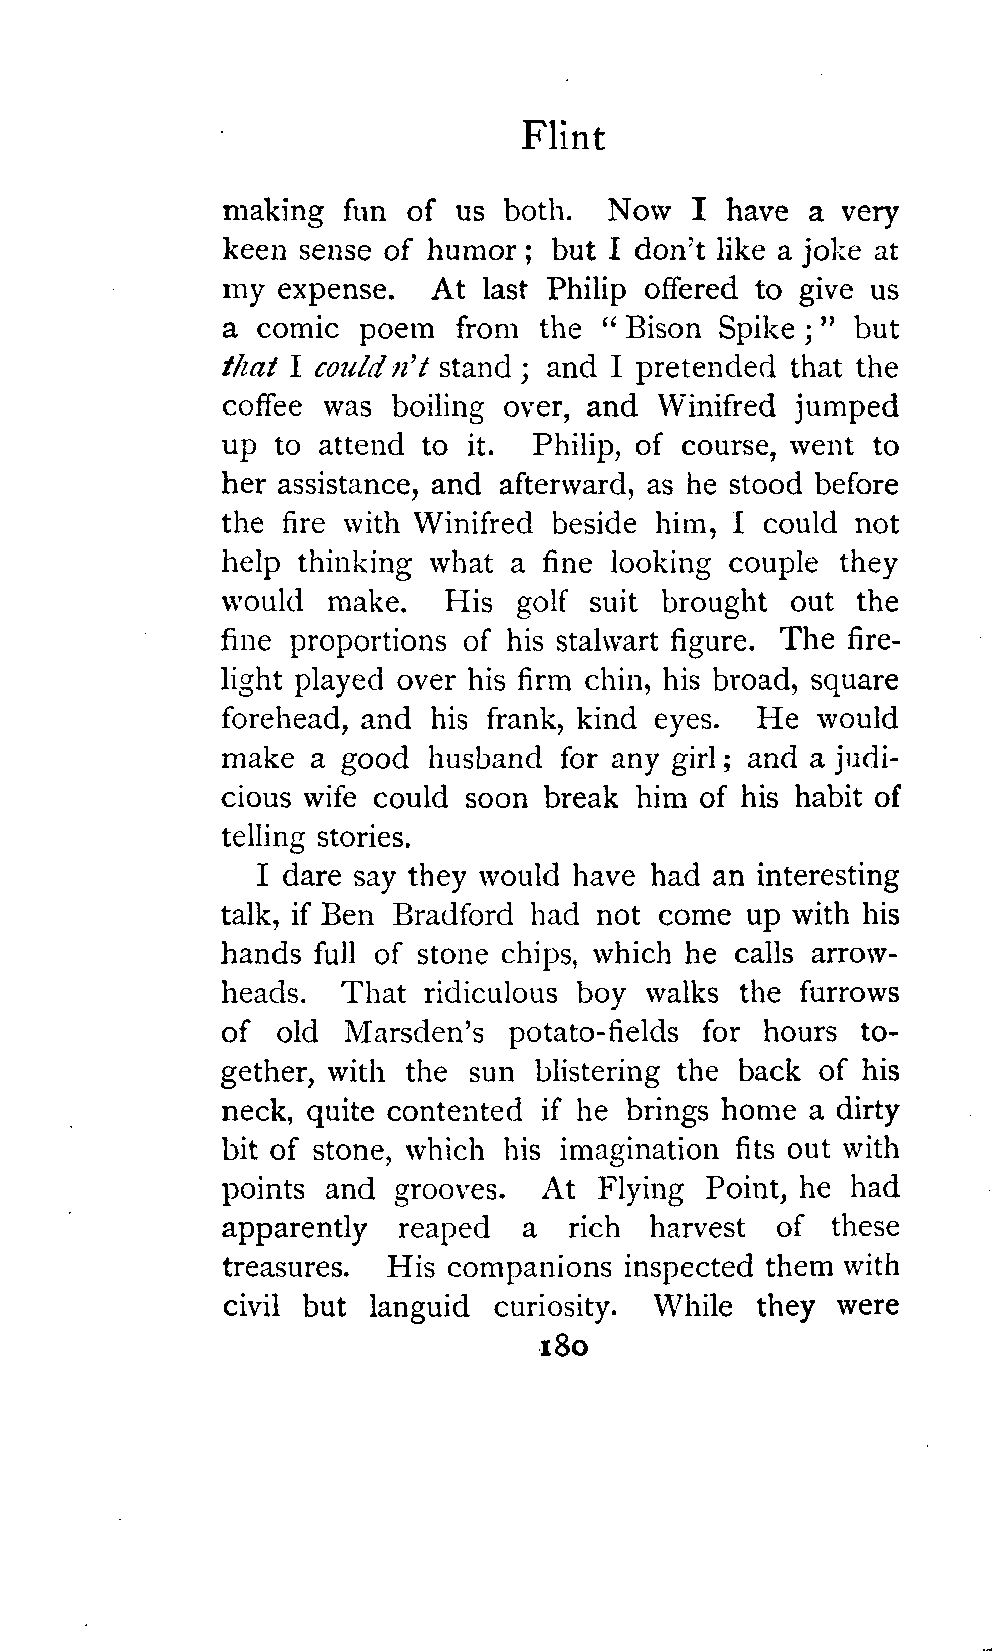 Flint
making fun of us both. Now I have a very
keen sense of humor; but I don't like a joke at
my expense. At last Philip offered to give us
a comic poem from the "Bison Spike;" but
that I couldn't stand; and I pretended that the
coffee was boiling over, and Winifred jumped
up to attend to it. Philip, of course, went to
her assistance, and afterward, as he stood before
the fire with Winifred beside him, I could not
help thinking what a fine looking couple they
would make. His golf suit brought out the
fine proportions of his stalwart figure. The fire-
light played over his firm chin, his broad, square
forehead, and his frank, kind eyes. He would
make a good husband for any girl; and a judi-
cious wife could soon break him of his habit of
telling stories.
I dare say they would have had an interesting
talk, if Ben Bradford had not come up with his
hands full of stone chips, which he calls arrow-
heads. That ridiculous boy walks the furrows
of old Marsden's potato-fields for hours to-
gether, with the sun blistering the back of his
neck, quite contented if he brings home a dirty
bit of stone, which his imagination fits out with
points and grooves. At Flying Point, he had
apparently reaped a rich harvest of these
treasures. His companions inspected them with
civil but languid curiosity. While they were
180